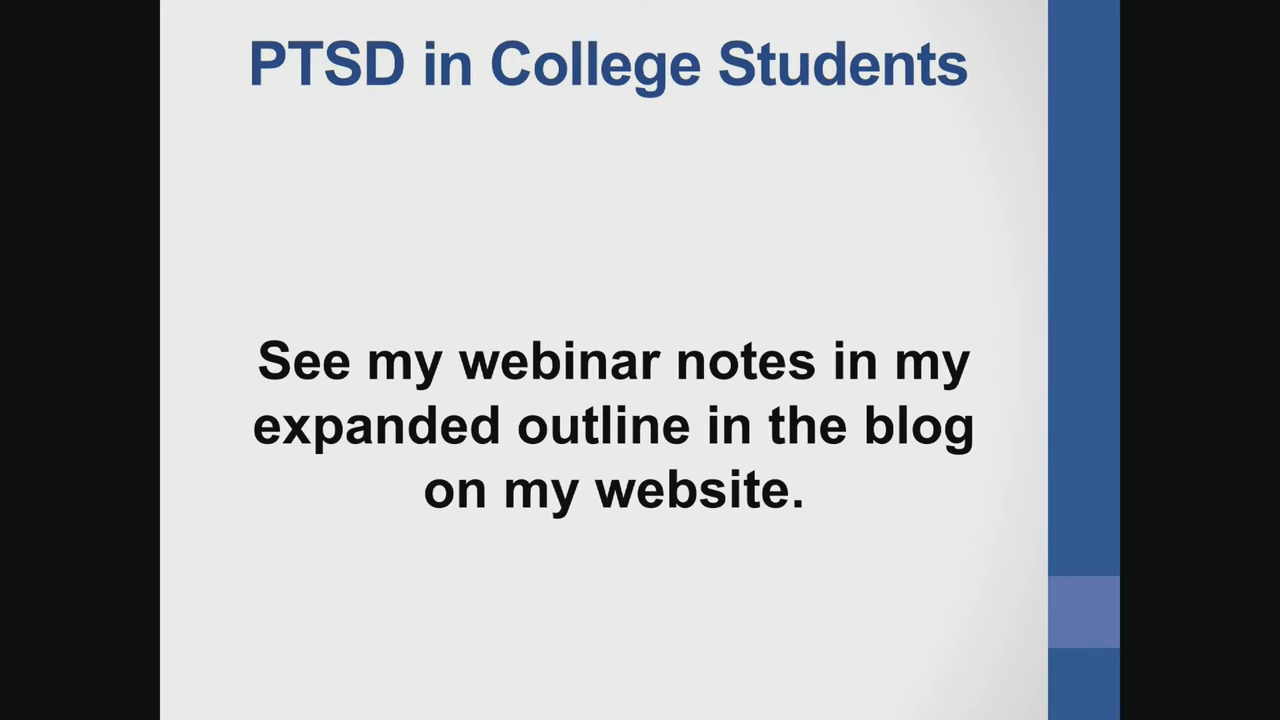 PTSD in College Students
See my webinar notes in my
expanded outline in the blog
on my website.